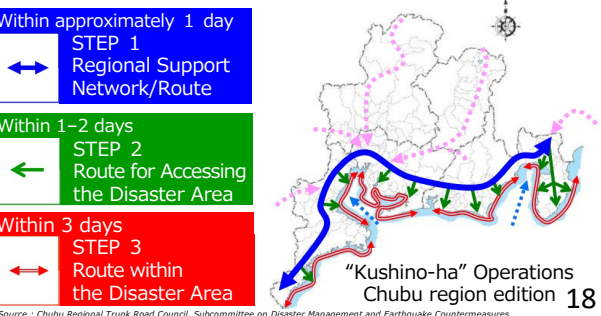 Within approximately 1 day
STEP 1
Regional Support
Network/Route
Within 1–2 days
STEP 2
Route for Accessing
the Disaster Area
Within 3 days
STEP 3
Route within
the Disaster Area
“Kushino-ha” Operations
Chubu region edition
18
Source : Chubu Regional Trunk Road Council, Subcommittee on Disaster Management and Earthquake Countermeasures